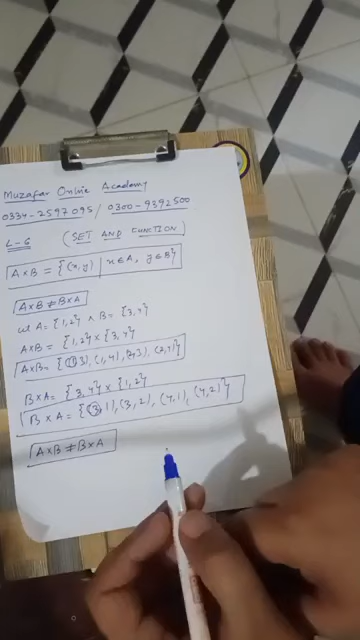 Muzafar Online Academy
0334-2597095 / 0300-9392500
L-6 (SET AND FUNCTION)
A×B = {(x,y) | x∈A, y∈B}
A×B ≠ B×A
let A = {1,2} ∧ B = {3,4}
A×B = {1,2} × {3,4}
A×B = {(1,3), (1,4), (2,3), (2,4)}
B×A = {3,4} × {1,2}
B×A = {(3,1), (3,2), (4,1), (4,2)}
A×B ≠ B×A